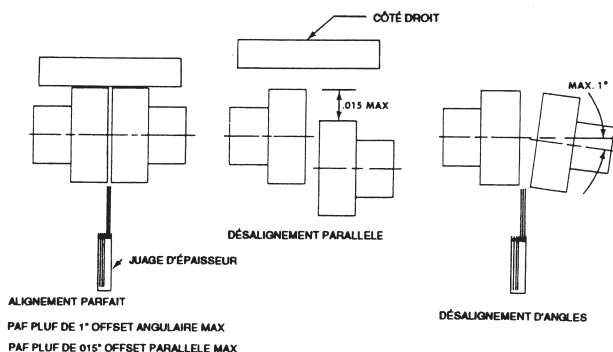 CÔTÉ DROIT
.015 MAX
MAX. 1°
DÉSALIGNEMENT PARALLELE
JUAGE D'ÉPAISSEUR
ALIGNEMENT PARFAIT
DÉSALIGNEMENT D'ANGLES
PAF PLUF DE 1° OFFSET ANGULAIRE MAX
PAF PLUF DE 015" OFFSET PARALLELE MAX